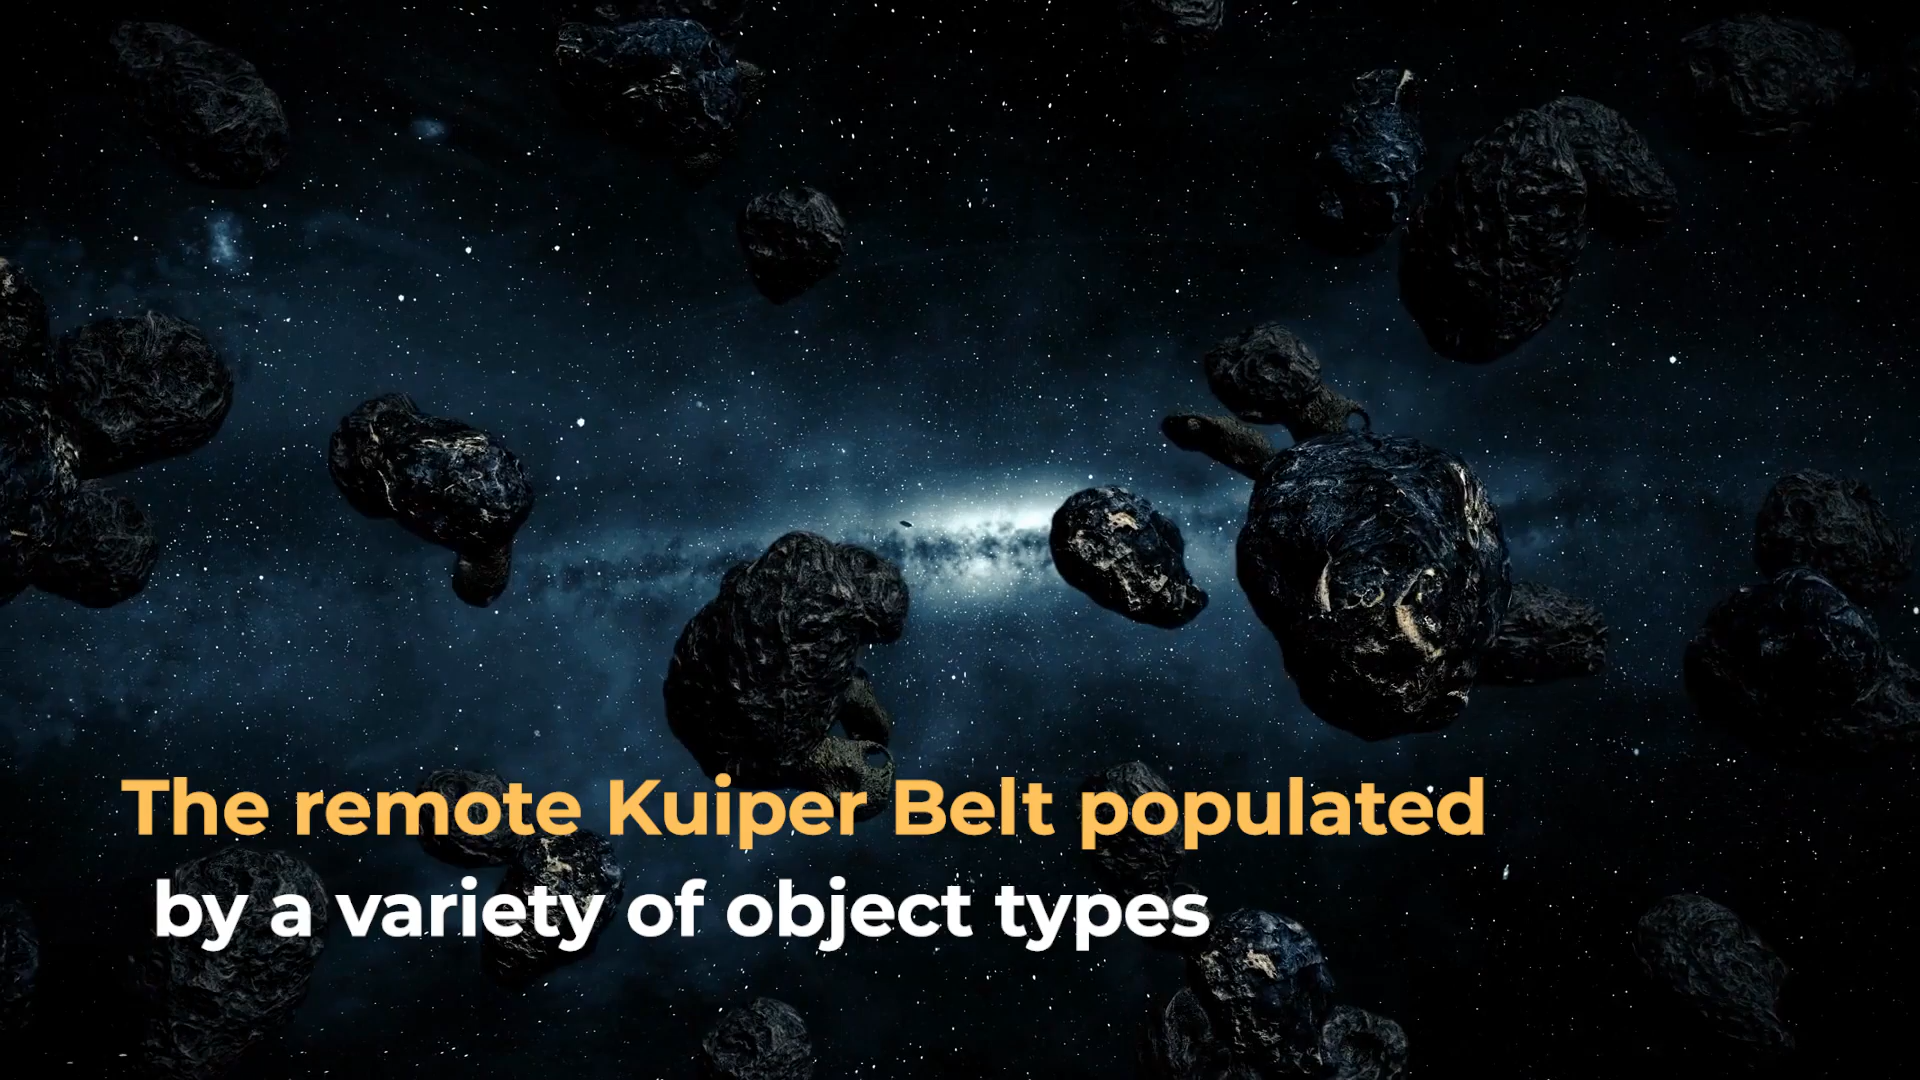 The remote Kuiper Belt populated
by a variety of object types